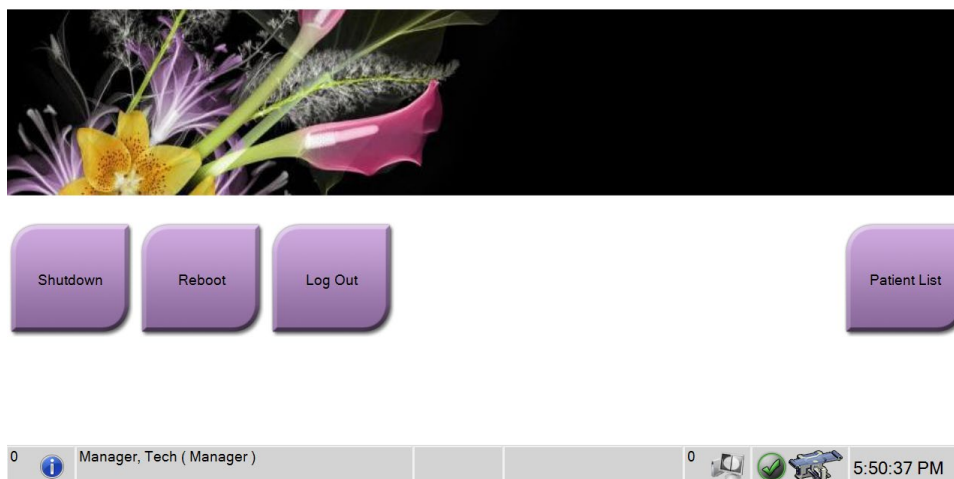 Shutdown
Reboot
Log Out
Patient List
0
Manager, Tech ( Manager )
0
5:50:37 PM